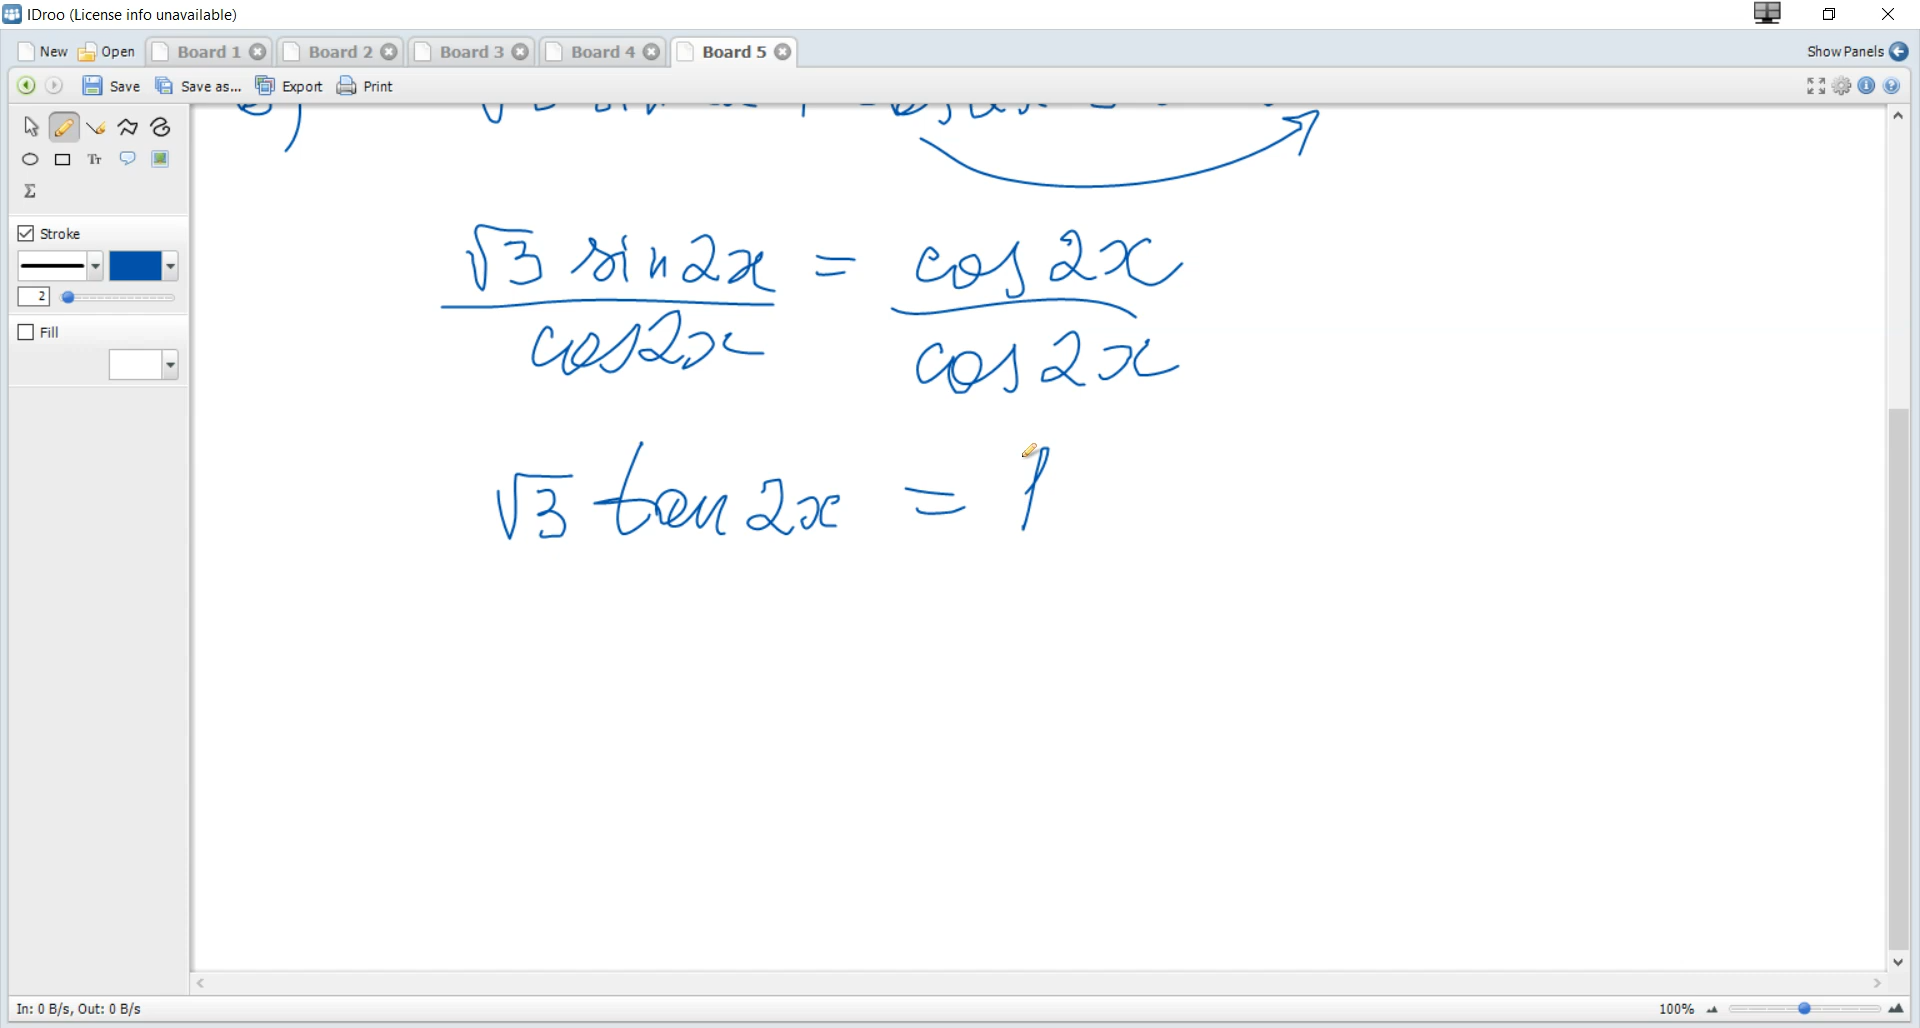 IDroo (License info unavailable)
New Open Board 1 Board 2 Board 3 Board 4 Board 5 Show Panels
Save Save as... Export Print
Tt
Σ
Stroke
2
Fill
√3 sin2x = cos 2x
cos2x cos 2x
√3 tan 2x = 1
In: 0 B/s, Out: 0 B/s 100%